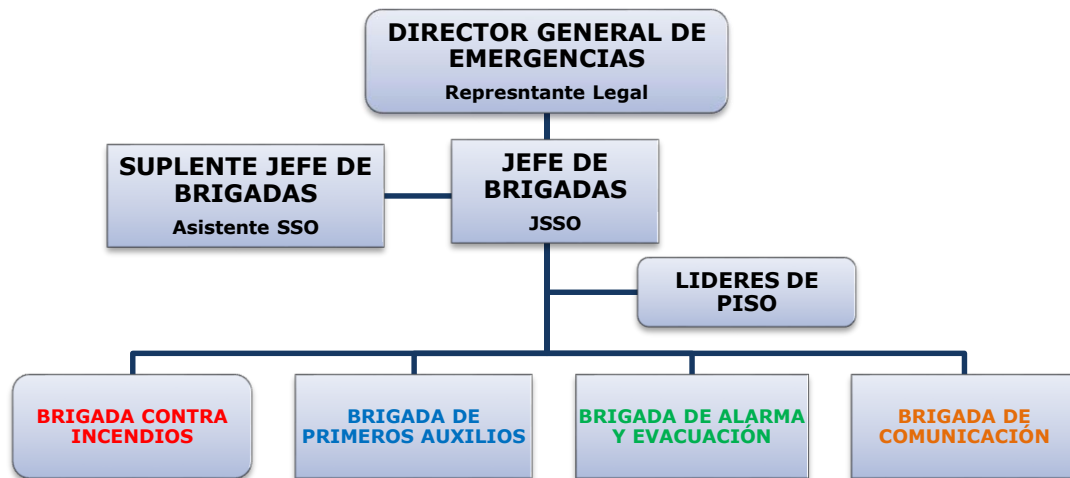 DIRECTOR GENERAL DE
EMERGENCIAS
Represntante Legal
SUPLENTE JEFE DE
BRIGADAS
Asistente SSO
JEFE DE
BRIGADAS
JSSO
LIDERES DE
PISO
BRIGADA CONTRA
INCENDIOS
BRIGADA DE
PRIMEROS AUXILIOS
BRIGADA DE ALARMA
Y EVACUACIÓN
BRIGADA DE
COMUNICACIÓN